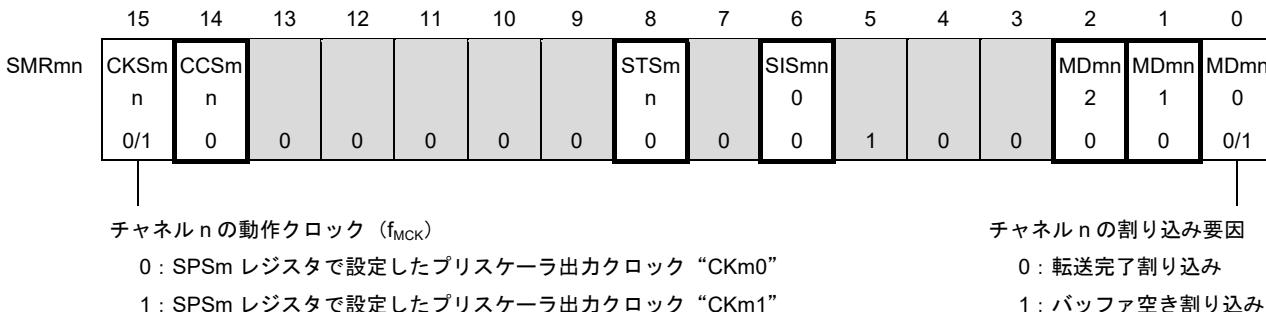 15 14 13 12 11 10 9 8 7 6 5 4 3 2 1 0
SMRmn CKSm CCSm STSm SISmn MDmn MDmn MDmn
n n n 0 2 1 0
0/1 0 0 0 0 0 0 0 0 0 1 0 0 0 0 0/1
チャネル n の動作クロック（fMCK） チャネル n の割り込み要因
0：SPSm レジスタで設定したプリスケーラ出力クロック “CKm0” 0：転送完了割り込み
1：SPSm レジスタで設定したプリスケーラ出力クロック “CKm1” 1：バッファ空き割り込み